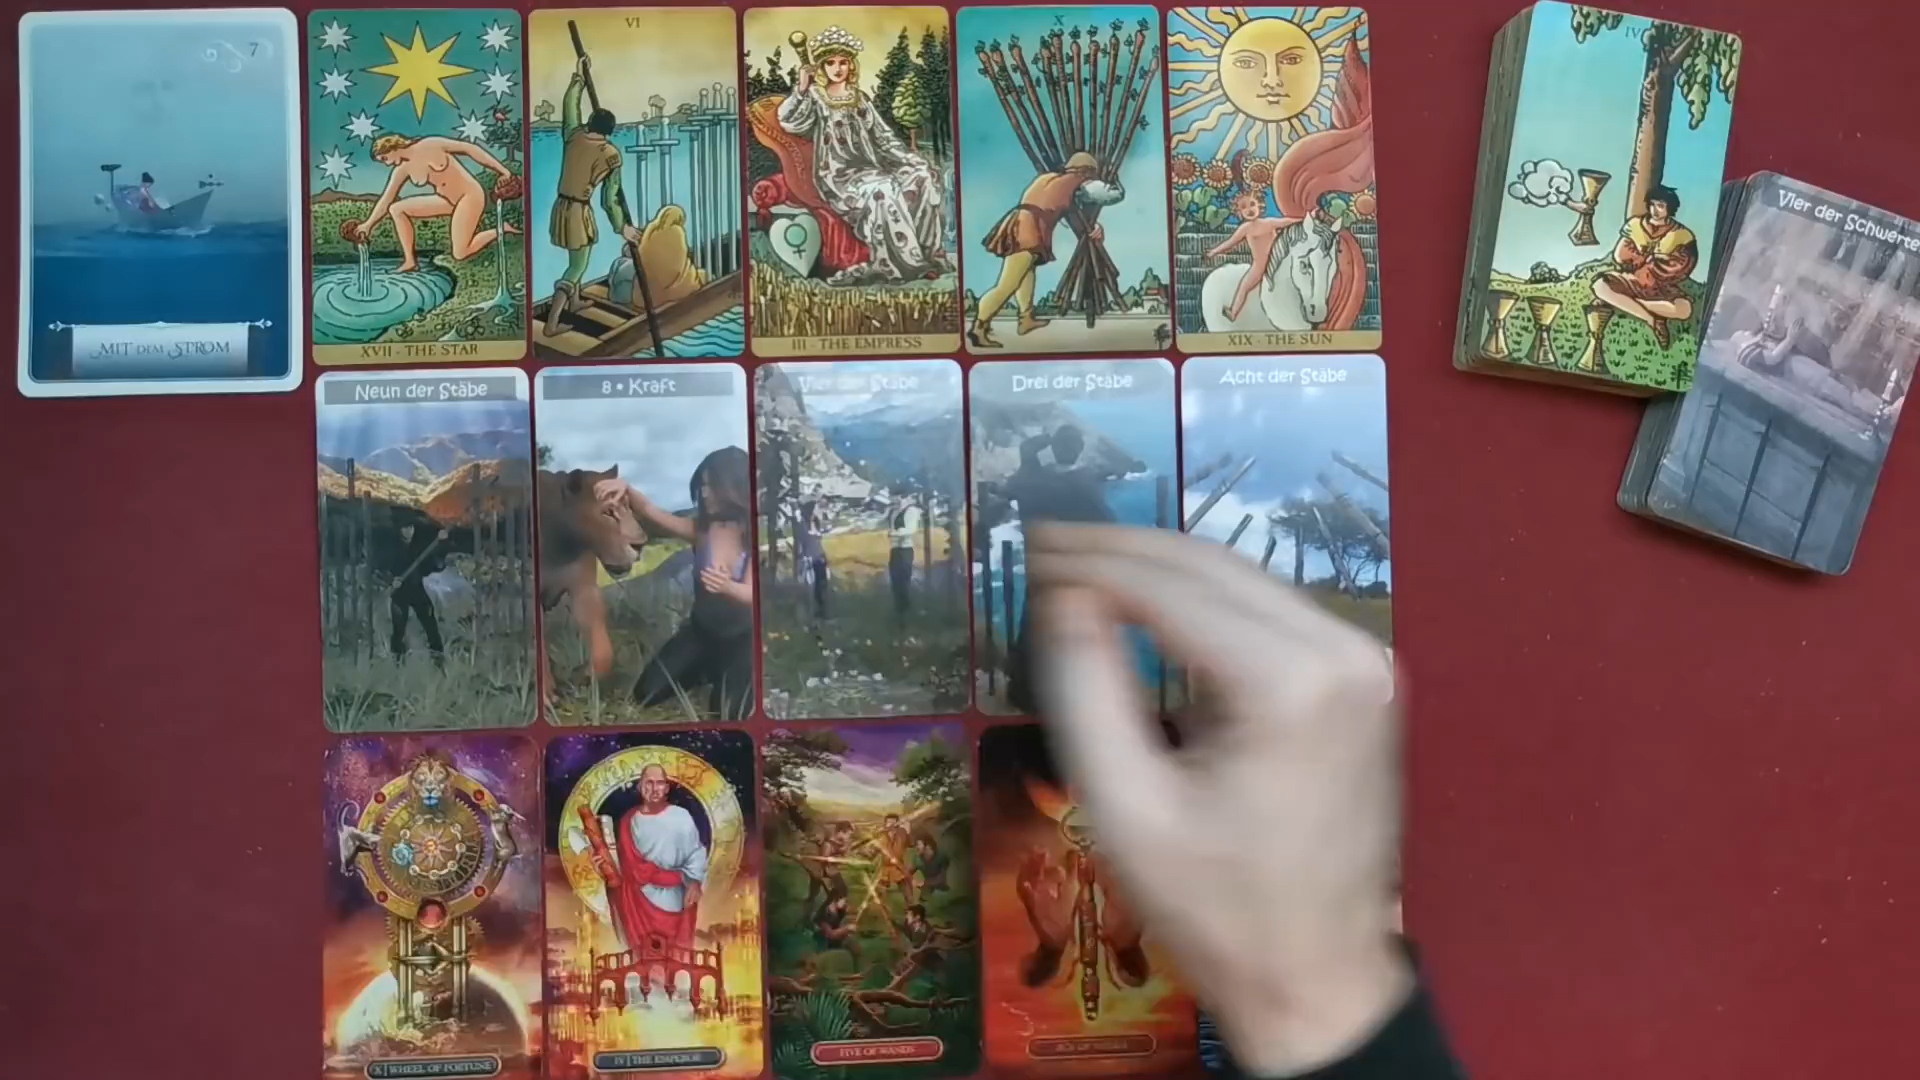 7
MIT DEM STROM
XVII - THE STAR
VI
III - THE EMPRESS
X
XIX - THE SUN
IV
Vier der Schwerter
Neun der Stäbe
8 • Kraft
Vier der Stäbe
Drei der Stäbe
Acht der Stäbe
X | WHEEL OF FORTUNE
IV | THE EMPEROR
FIVE OF WANDS